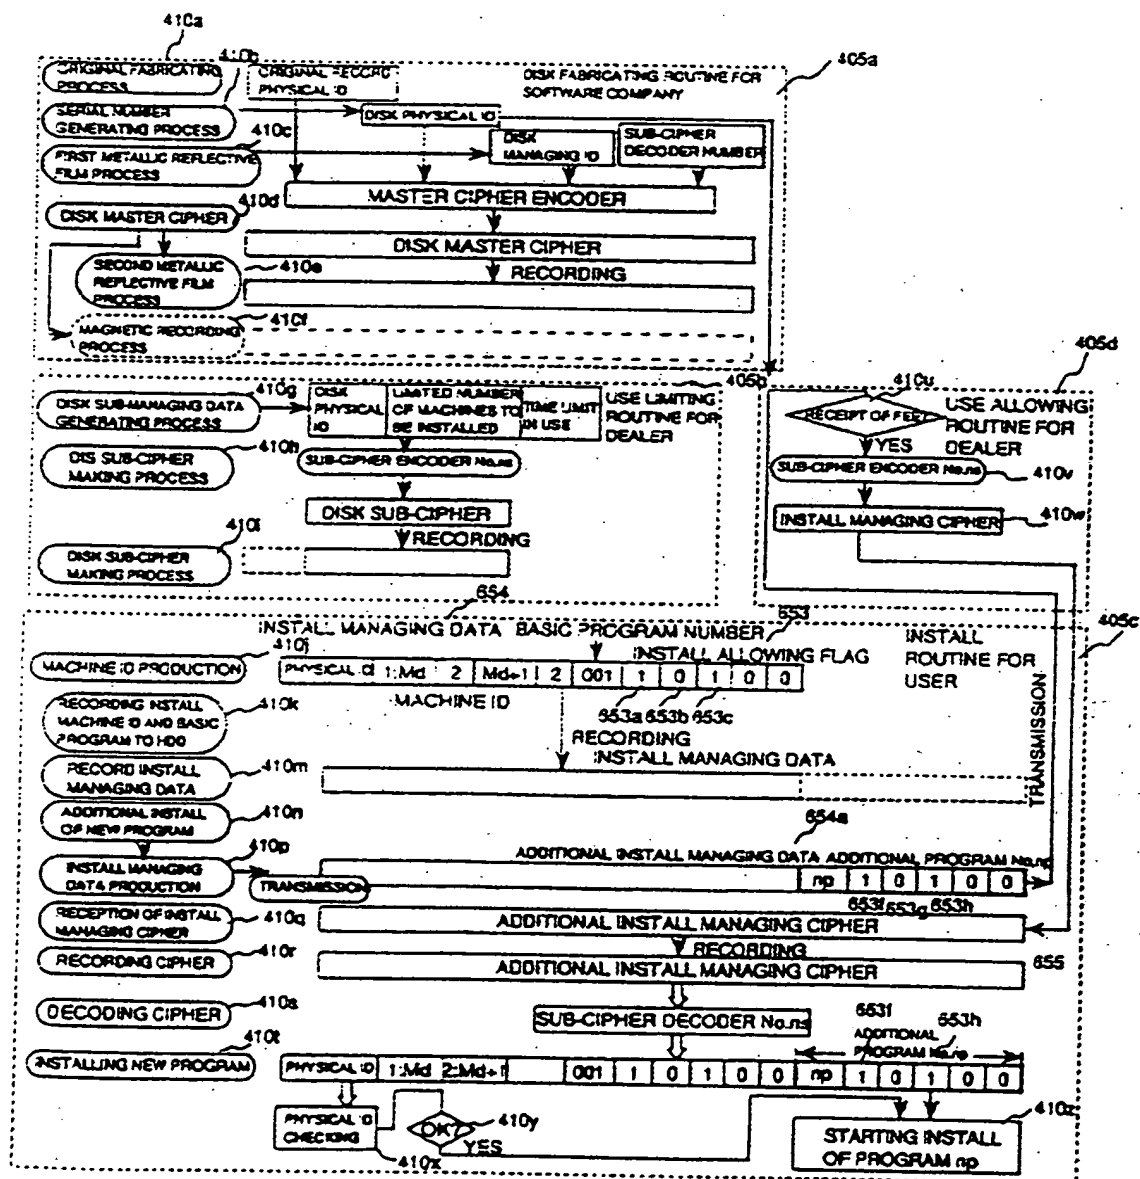 410a
410b
405a
ORIGINAL FABRICATING
PROCESS
ORIGINAL RECORD
PHYSICAL ID
DISK FABRICATING ROUTINE FOR
SOFTWARE COMPANY
SERIAL NUMBER
GENERATING PROCESS
DISK PHYSICAL ID
410c
DISK
MANAGING ID
SUB-CIPHER
DECODER NUMBER
FIRST METALLIC REFLECTIVE
FILM PROCESS
410d
MASTER CIPHER ENCODER
DISK MASTER CIPHER
DISK MASTER CIPHER
SECOND METALLIC
REFLECTIVE FILM
PROCESS
410e
RECORDING
410f
MAGNETIC RECORDING
PROCESS
405d
410g
405b
410u
DISK SUB-MANAGING DATA
GENERATING PROCESS
DISK
PHYSICAL
ID
LIMITED NUMBER
OF MACHINES TO
BE INSTALLED
TIME LIMIT
IN USE
USE LIMITING
ROUTINE FOR
DEALER
RECEIPT OF FEE?
USE ALLOWING
ROUTINE FOR
DEALER
YES
410h
DIS SUB-CIPHER
MAKING PROCESS
SUB-CIPHER ENCODER No.ns
SUB-CIPHER ENCODER No.ns
410v
DISK SUB-CIPHER
INSTALL MANAGING CIPHER
410w
410i
RECORDING
DISK SUB-CIPHER
MAKING PROCESS
654
653
405c
INSTALL MANAGING DATA BASIC PROGRAM NUMBER
INSTALL ALLOWING FLAG
INSTALL
ROUTINE FOR
USER
410j
MACHINE ID PRODUCTION
PHYSICAL ID 1:Md 2 Md+1 2 001 1 0 1 0 0
MACHINE ID
653a 653b 653c
410k
RECORDING INSTALL
MACHINE ID AND BASIC
PROGRAM TO HDD
RECORDING
INSTALL MANAGING DATA
TRANSMISSION
410m
RECORD INSTALL
MANAGING DATA
410n
ADDITIONAL INSTALL
OF NEW PROGRAM
654a
410p
ADDITIONAL INSTALL MANAGING DATA ADDITIONAL PROGRAM No.np
INSTALL MANAGING
DATA PRODUCTION
TRANSMISSION
np 1 0 1 0 0
653f 653g 653h
410q
RECEPTION OF INSTALL
MANAGING CIPHER
ADDITIONAL INSTALL MANAGING CIPHER
RECORDING
410r
RECORDING CIPHER
ADDITIONAL INSTALL MANAGING CIPHER
655
410s
DECODING CIPHER
SUB-CIPHER DECODER No.ns
653f
653h
ADDITIONAL
PROGRAM No.np
410t
INSTALLING NEW PROGRAM
PHYSICAL ID 1:Md 2:Md+1 001 1 0 1 0 0 np 1 0 1 0 0
PHYSICAL ID
CHECKING
410x
OK?
410y
YES
410z
STARTING INSTALL
OF PROGRAM np